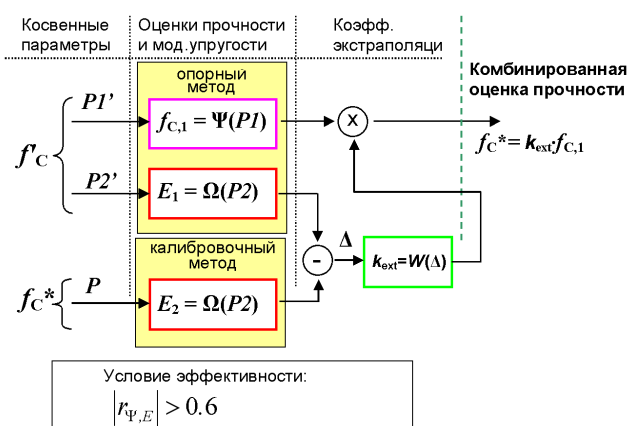 Косвенные
параметры
Оценки прочности
и мод.упругости
Коэфф.
экстраполяци
Комбинированная
оценка прочности
опорный
метод
P1’
f'C
fC,1 = Ψ(P1)
x
fC*= kext·fC,1
P2’
E1 = Ω(P2)
калибровочный
метод
Δ
-
kext=W(Δ)
fC*
P
E2 = Ω(P2)
Условие эффективности:
|rΨ,E| > 0.6